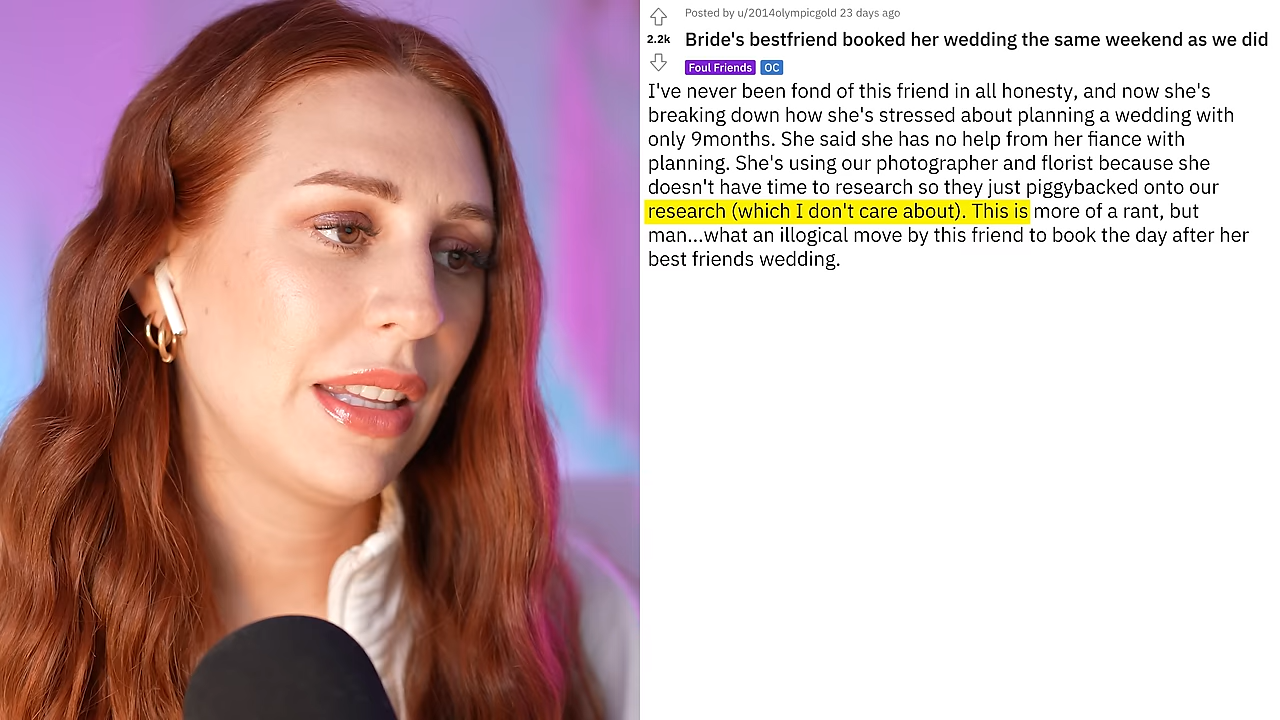 Posted by u/2014olympicgold 23 days ago
2.2k
Bride's bestfriend booked her wedding the same weekend as we did
Foul Friends OC
I've never been fond of this friend in all honesty, and now she's
breaking down how she's stressed about planning a wedding with
only 9months. She said she has no help from her fiance with
planning. She's using our photographer and florist because she
doesn't have time to research so they just piggybacked onto our
research (which I don't care about). This is more of a rant, but
man...what an illogical move by this friend to book the day after her
best friends wedding.